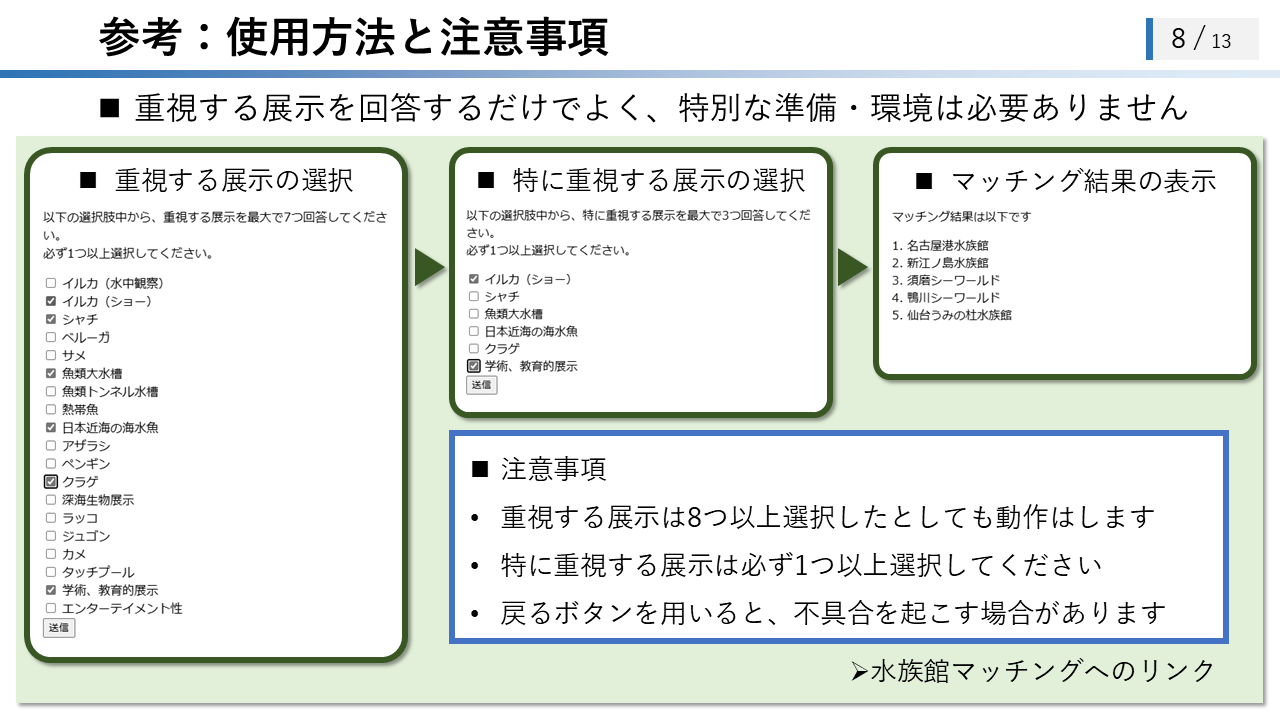 参考：使用方法と注意事項
8 / 13
■ 重視する展示を回答するだけでよく、特別な準備・環境は必要ありません
■ 重視する展示の選択
以下の選択肢中から、重視する展示を最大で7つ回答してくださ
い。
必ず1つ以上選択してください。
イルカ（水中観察）
イルカ（ショー）
シャチ
ベルーガ
サメ
魚類大水槽
魚類トンネル水槽
熱帯魚
日本近海の海水魚
アザラシ
ペンギン
クラゲ
深海生物展示
ラッコ
ジュゴン
カメ
タッチプール
学術、教育的展示
エンターテイメント性
送信
■ 特に重視する展示の選択
以下の選択肢中から、特に重視する展示を最大で3つ回答してくだ
さい。
必ず1つ以上選択してください。
イルカ（ショー）
シャチ
魚類大水槽
日本近海の海水魚
クラゲ
学術、教育的展示
送信
■ マッチング結果の表示
マッチング結果は以下です
1. 名古屋港水族館
2. 新江ノ島水族館
3. 須磨シーワールド
4. 鴨川シーワールド
5. 仙台うみの杜水族館
■ 注意事項
• 重視する展示は8つ以上選択したとしても動作はします
• 特に重視する展示は必ず1つ以上選択してください
• 戻るボタンを用いると、不具合を起こす場合があります
➢水族館マッチングへのリンク